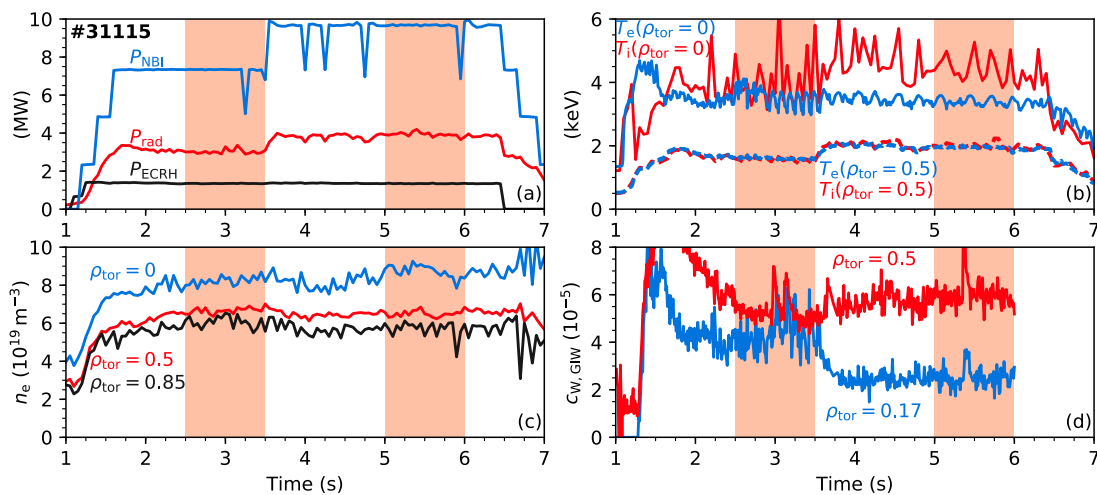 #31115
P_NBI
P_rad
P_ECRH
(a)
(MW)
10
8
6
4
2
0
1 2 3 4 5 6 7
T_e(ρ_tor = 0)
T_i(ρ_tor = 0)
T_e(ρ_tor = 0.5)
T_i(ρ_tor = 0.5)
(b)
(keV)
6
4
2
0
1 2 3 4 5 6 7
ρ_tor = 0
ρ_tor = 0.5
ρ_tor = 0.85
(c)
n_e (10^19 m^−3)
10
8
6
4
2
0
1 2 3 4 5 6 7
Time (s)
ρ_tor = 0.5
ρ_tor = 0.17
(d)
c_W, GIW (10^−5)
8
6
4
2
0
1 2 3 4 5 6 7
Time (s)